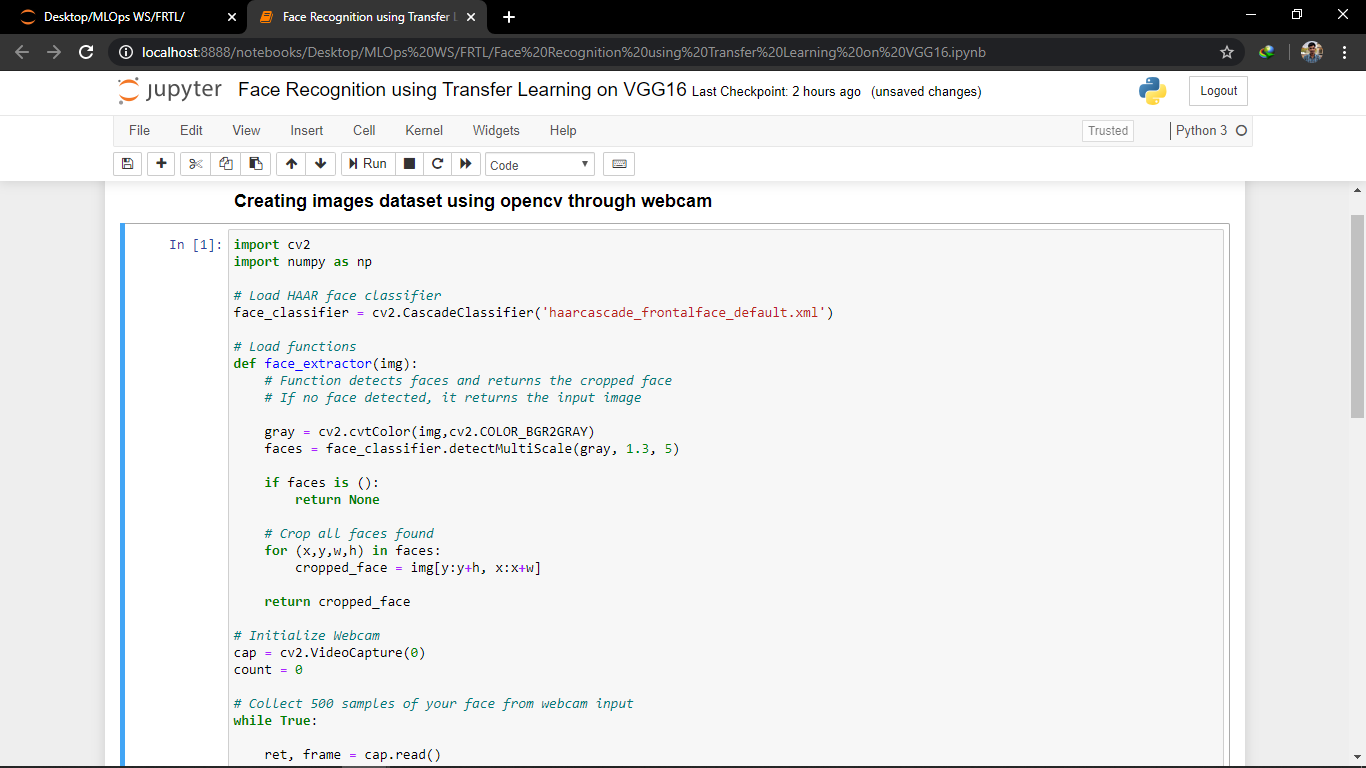 Desktop/MLOps WS/FRTL/
Face Recognition using Transfer L
localhost:8888/notebooks/Desktop/MLOps%20WS/FRTL/Face%20Recognition%20using%20Transfer%20Learning%20on%20VGG16.ipynb
jupyter Face Recognition using Transfer Learning on VGG16 Last Checkpoint: 2 hours ago (unsaved changes)
Logout
File Edit View Insert Cell Kernel Widgets Help
Trusted
Python 3
Run
Code
Creating images dataset using opencv through webcam
In [1]:
import cv2
import numpy as np
# Load HAAR face classifier
face_classifier = cv2.CascadeClassifier('haarcascade_frontalface_default.xml')
# Load functions
def face_extractor(img):
    # Function detects faces and returns the cropped face
    # If no face detected, it returns the input image
    gray = cv2.cvtColor(img,cv2.COLOR_BGR2GRAY)
    faces = face_classifier.detectMultiScale(gray, 1.3, 5)
    if faces is ():
        return None
    # Crop all faces found
    for (x,y,w,h) in faces:
        cropped_face = img[y:y+h, x:x+w]
    return cropped_face
# Initialize Webcam
cap = cv2.VideoCapture(0)
count = 0
# Collect 500 samples of your face from webcam input
while True:
    ret, frame = cap.read()